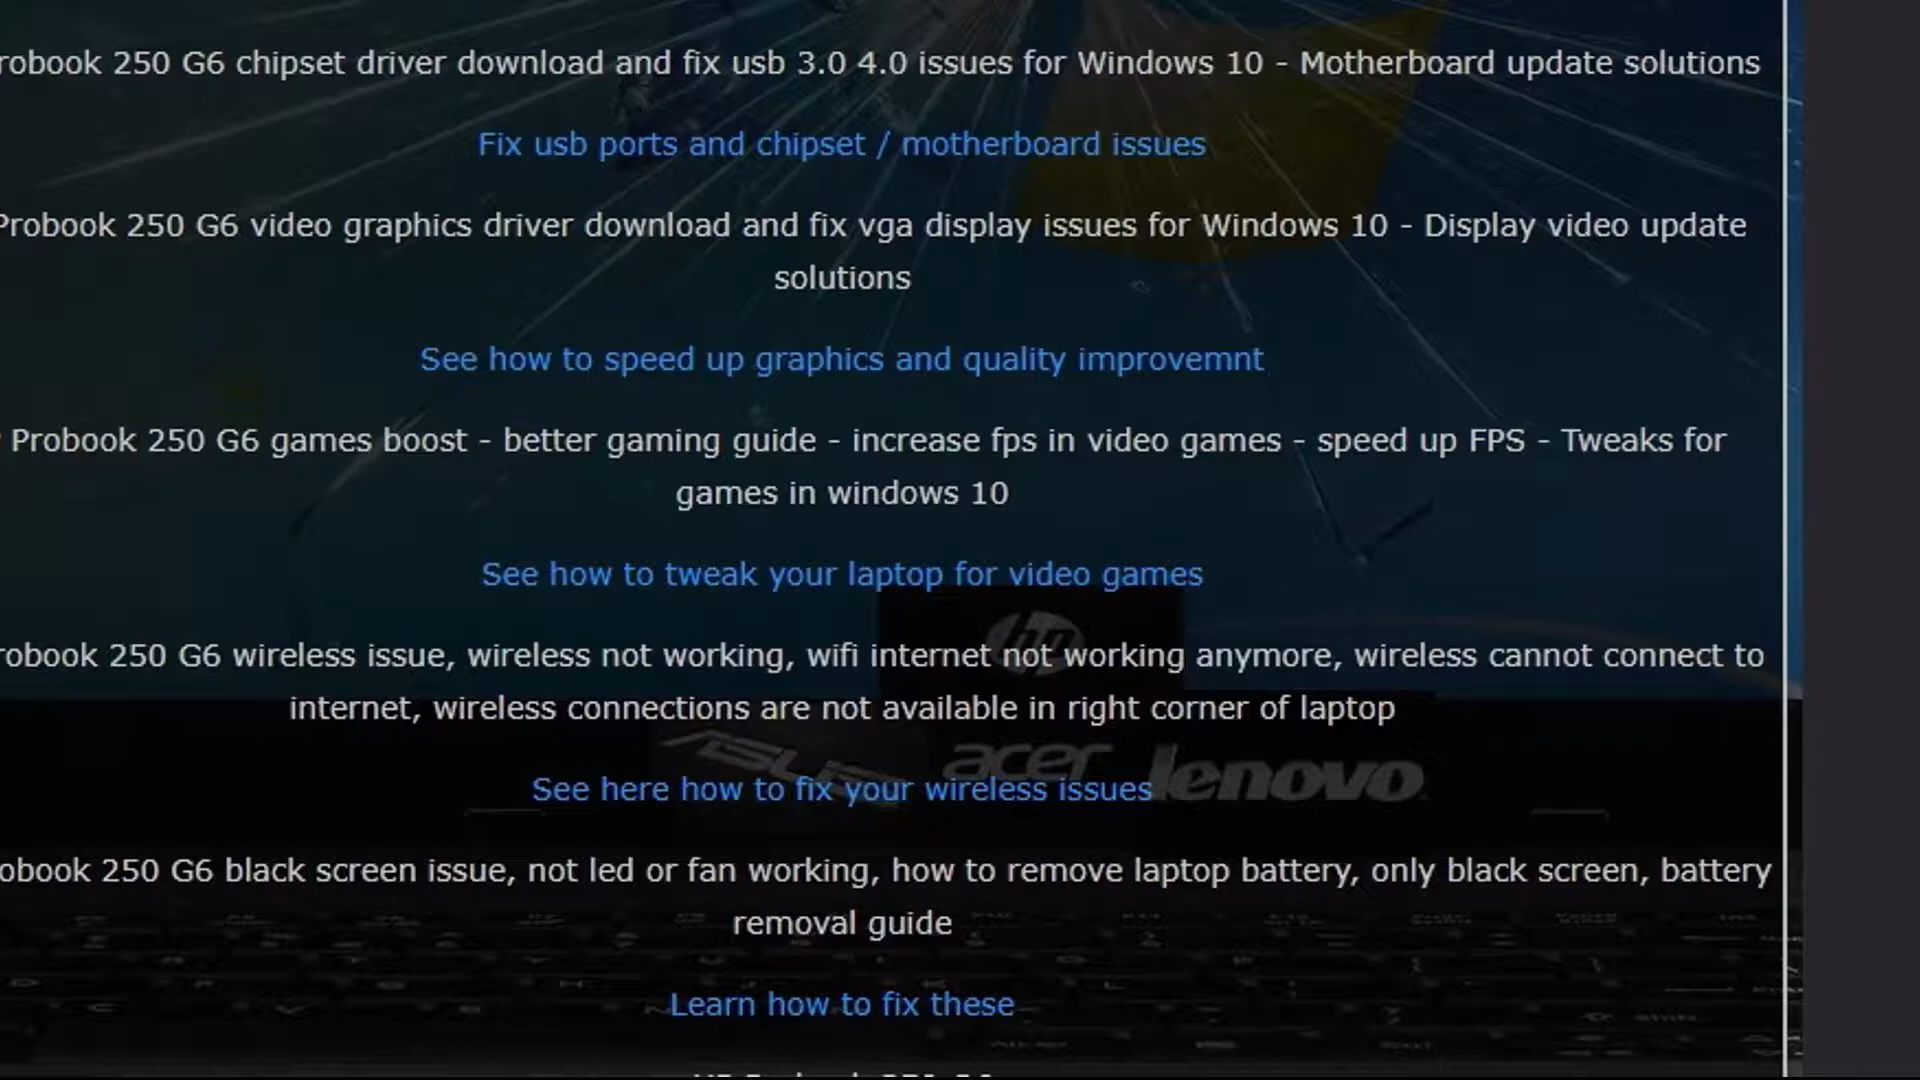 robook 250 G6 chipset driver download and fix usb 3.0 4.0 issues for Windows 10 - Motherboard update solutions
Fix usb ports and chipset / motherboard issues
Probook 250 G6 video graphics driver download and fix vga display issues for Windows 10 - Display video update
solutions
See how to speed up graphics and quality improvemnt
Probook 250 G6 games boost - better gaming guide - increase fps in video games - speed up FPS - Tweaks for
games in windows 10
See how to tweak your laptop for video games
hp
robook 250 G6 wireless issue, wireless not working, wifi internet not working anymore, wireless cannot connect to
internet, wireless connections are not available in right corner of laptop
ASUS acer lenovo
See here how to fix your wireless issues
obook 250 G6 black screen issue, not led or fan working, how to remove laptop battery, only black screen, battery
removal guide
Learn how to fix these